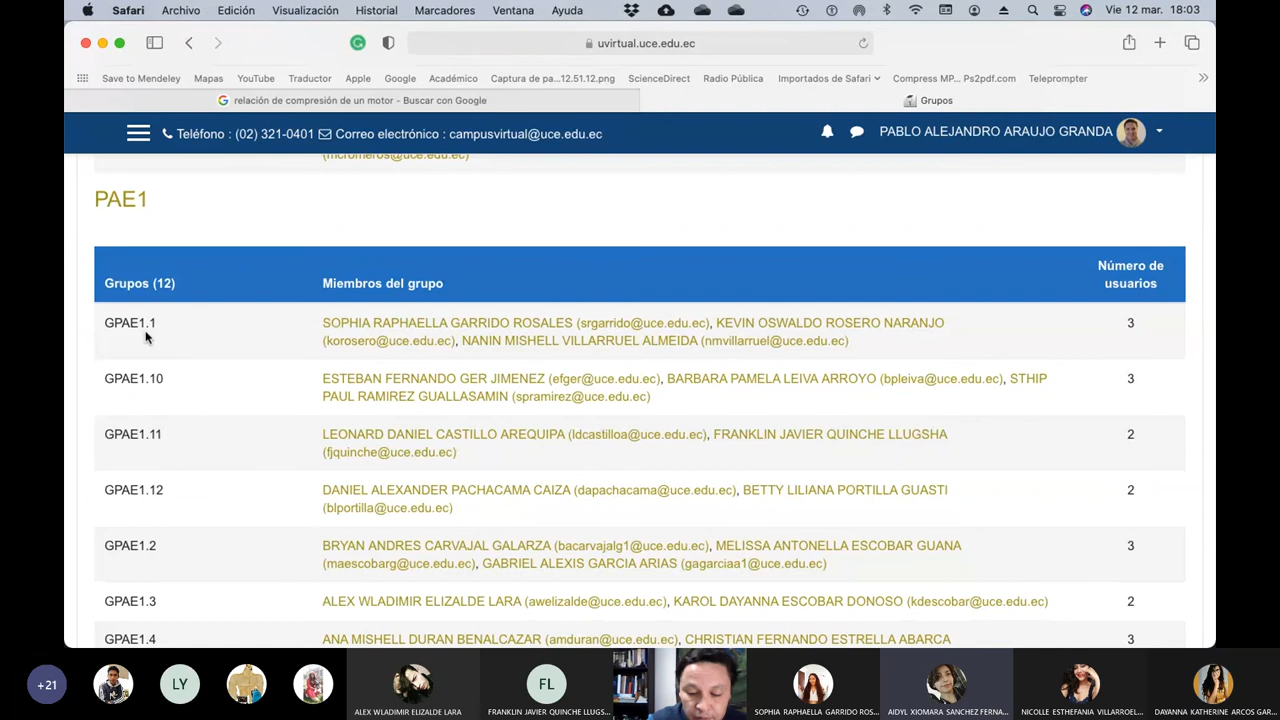 Safari Archivo Edición Visualización Historial Marcadores Ventana Ayuda Vie 12 mar. 18:03
uvirtual.uce.edu.ec
Save to Mendeley Mapas YouTube Traductor Apple Google Académico Captura de pa...12.51.12.png ScienceDirect Radio Pública Importados de Safari Compress MP... Ps2pdf.com Teleprompter
relación de compresión de un motor - Buscar con Google Grupos
Teléfono : (02) 321-0401 Correo electrónico : campusvirtual@uce.edu.ec PABLO ALEJANDRO ARAUJO GRANDA
(mcromeros@uce.edu.ec)
PAE1
Número de
Grupos (12) Miembros del grupo usuarios
GPAE1.1 SOPHIA RAPHAELLA GARRIDO ROSALES (srgarrido@uce.edu.ec), KEVIN OSWALDO ROSERO NARANJO 3
(korosero@uce.edu.ec), NANIN MISHELL VILLARRUEL ALMEIDA (nmvillarruel@uce.edu.ec)
GPAE1.10 ESTEBAN FERNANDO GER JIMENEZ (efger@uce.edu.ec), BARBARA PAMELA LEIVA ARROYO (bpleiva@uce.edu.ec), STHIP 3
PAUL RAMIREZ GUALLASAMIN (spramirez@uce.edu.ec)
GPAE1.11 LEONARD DANIEL CASTILLO AREQUIPA (ldcastilloa@uce.edu.ec), FRANKLIN JAVIER QUINCHE LLUGSHA 2
(fjquinche@uce.edu.ec)
GPAE1.12 DANIEL ALEXANDER PACHACAMA CAIZA (dapachacama@uce.edu.ec), BETTY LILIANA PORTILLA GUASTI 2
(blportilla@uce.edu.ec)
GPAE1.2 BRYAN ANDRES CARVAJAL GALARZA (bacarvajalg1@uce.edu.ec), MELISSA ANTONELLA ESCOBAR GUANA 3
(maescobarg@uce.edu.ec), GABRIEL ALEXIS GARCIA ARIAS (gagarciaa1@uce.edu.ec)
GPAE1.3 ALEX WLADIMIR ELIZALDE LARA (awelizalde@uce.edu.ec), KAROL DAYANNA ESCOBAR DONOSO (kdescobar@uce.edu.ec) 2
GPAE1.4 ANA MISHELL DURAN BENALCAZAR (amduran@uce.edu.ec), CHRISTIAN FERNANDO ESTRELLA ABARCA 3
+21 LY FL
ALEX WLADIMIR ELIZALDE LARA FRANKLIN JAVIER QUINCHE LLUGS... SOPHIA RAPHAELLA GARRIDO ROS... AIDYL XIOMARA SANCHEZ FERNA... NICOLLE ESTHEFANIA VILLARROEL... DAYANNA KATHERINE ARCOS GAR...